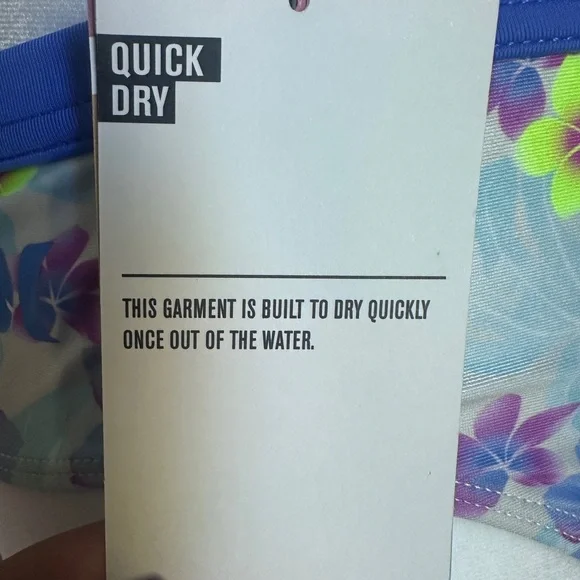 QUICK
DRY
THIS GARMENT IS BUILT TO DRY QUICKLY
ONCE OUT OF THE WATER.